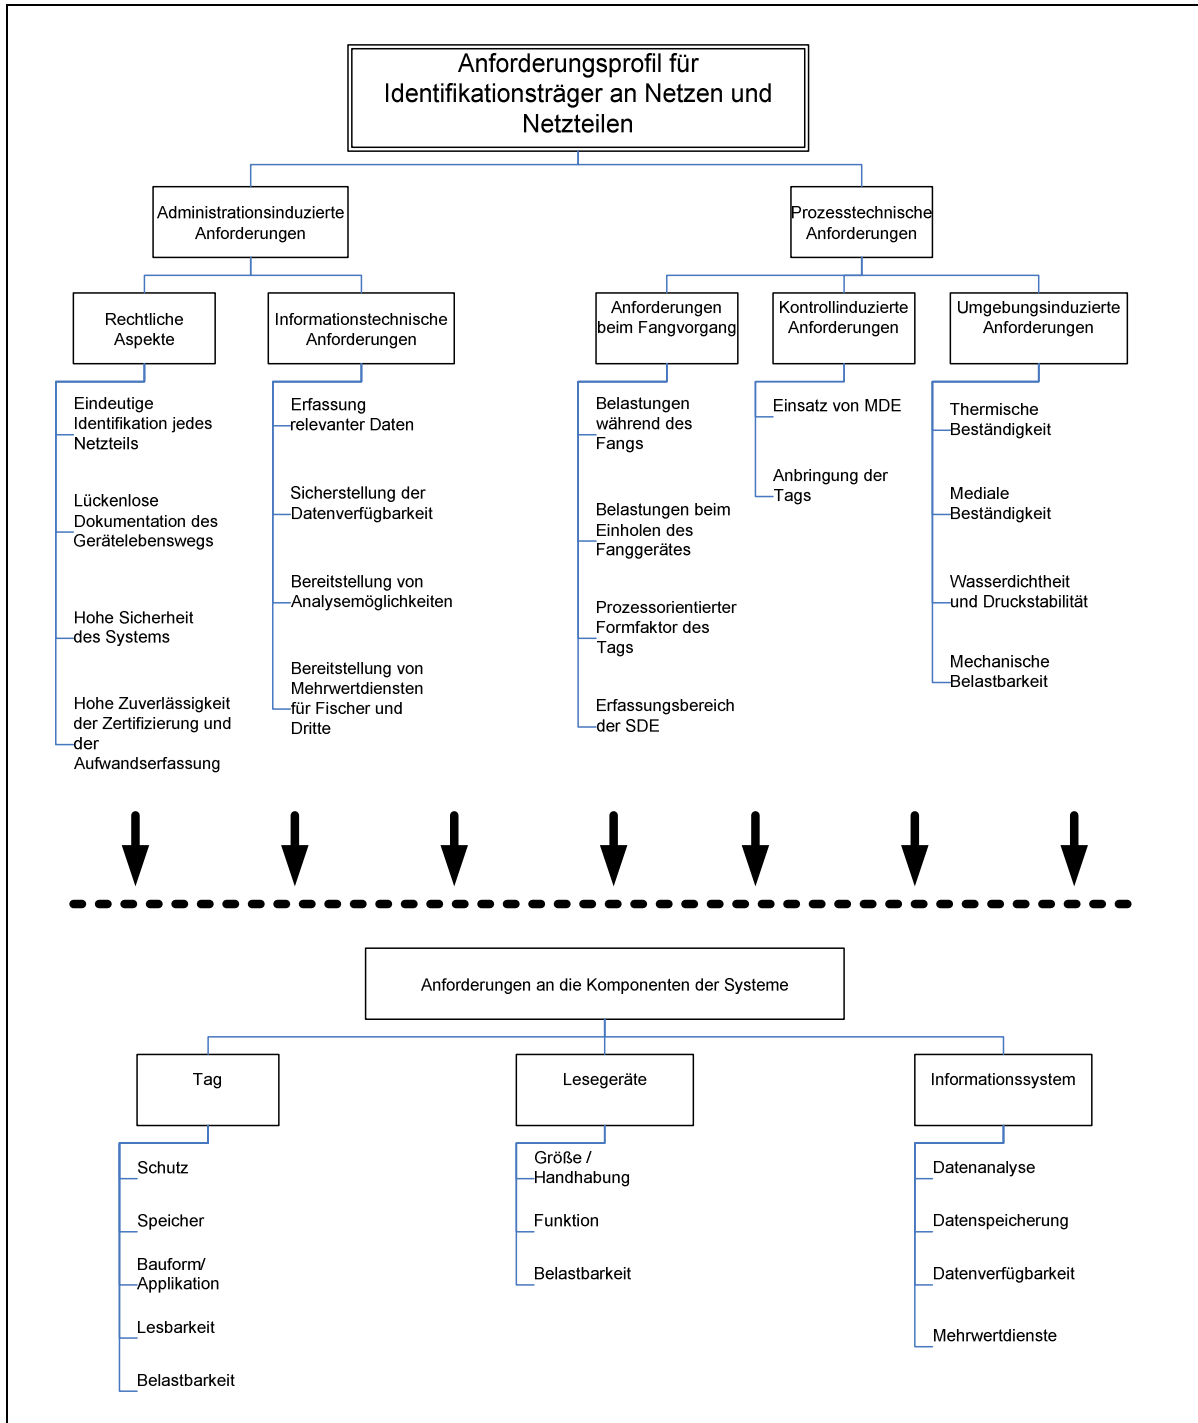 Anforderungsprofil für
Identifikationsträger an Netzen und
Netzteilen
Administrationsinduzierte
Anforderungen
Prozesstechnische
Anforderungen
Rechtliche
Aspekte
Informationstechnische
Anforderungen
Anforderungen
beim Fangvorgang
Kontrollinduzierte
Anforderungen
Umgebungsinduzierte
Anforderungen
Eindeutige
Identifikation jedes
Netzteils
Lückenlose
Dokumentation des
Gerätelebenswegs
Hohe Sicherheit
des Systems
Hohe Zuverlässigkeit
der Zertifizierung und
der
Aufwandserfassung
Erfassung
relevanter Daten
Sicherstellung der
Datenverfügbarkeit
Bereitstellung von
Analysemöglichkeiten
Bereitstellung von
Mehrwertdiensten
für Fischer und
Dritte
Belastungen
während des
Fangs
Belastungen beim
Einholen des
Fanggerätes
Prozessorientierter
Formfaktor des
Tags
Erfassungsbereich
der SDE
Einsatz von MDE
Anbringung der
Tags
Thermische
Beständigkeit
Mediale
Beständigkeit
Wasserdichtheit
und Druckstabilität
Mechanische
Belastbarkeit
Anforderungen an die Komponenten der Systeme
Tag
Lesegeräte
Informationssystem
Schutz
Speicher
Bauform/
Applikation
Lesbarkeit
Belastbarkeit
Größe /
Handhabung
Funktion
Belastbarkeit
Datenanalyse
Datenspeicherung
Datenverfügbarkeit
Mehrwertdienste